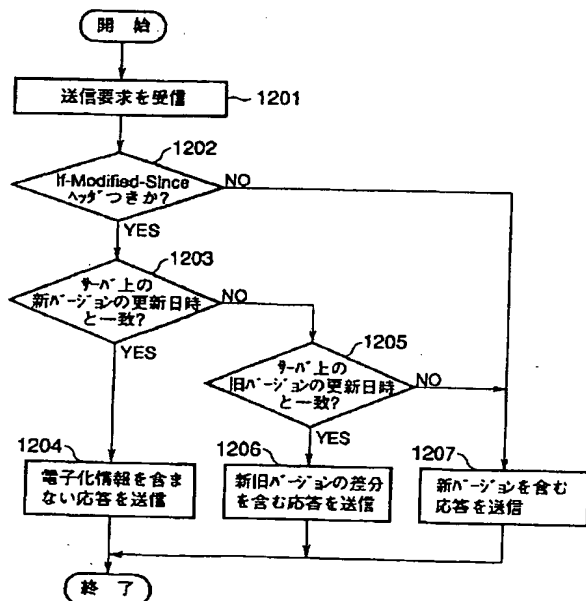 開 始
送信要求を受信
1201
1202
If-Modified-Since
ヘッダつきか?
NO
YES
1203
サーバ上の
新バージョンの更新日時
と一致?
NO
YES
1205
サーバ上の
旧バージョンの更新日時
と一致?
NO
YES
1204
電子化情報を含ま
ない応答を送信
1206
新旧バージョンの差分
を含む応答を送信
1207
新バージョンを含む
応答を送信
終 了